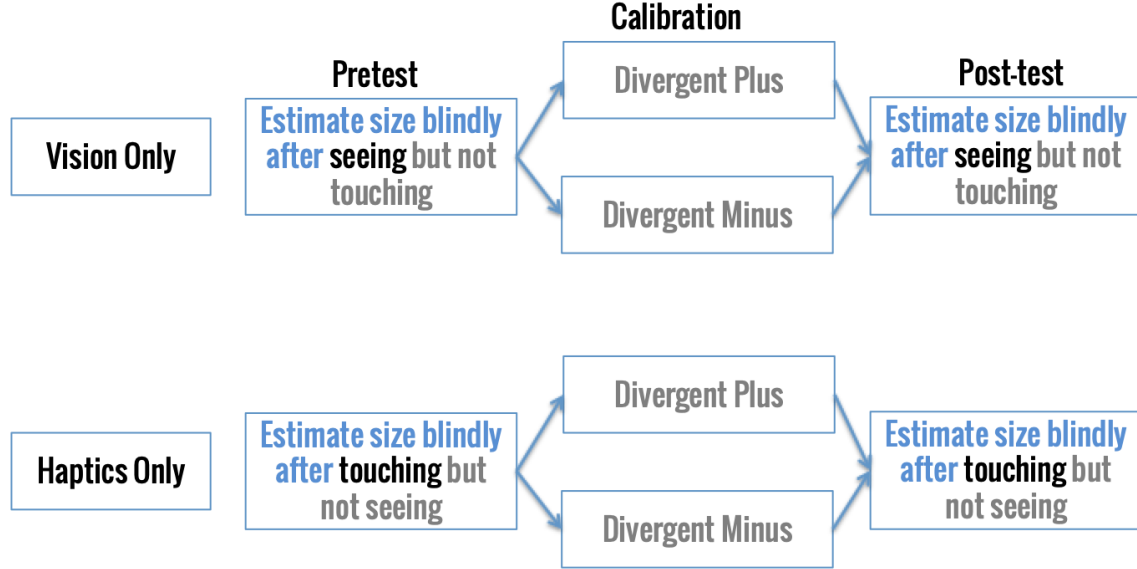 Calibration
Pretest
Post-test
Vision Only
Estimate size blindly
after seeing but not
touching
Divergent Plus
Divergent Minus
Estimate size blindly
after seeing but not
touching
Haptics Only
Estimate size blindly
after touching but
not seeing
Divergent Plus
Divergent Minus
Estimate size blindly
after touching but
not seeing